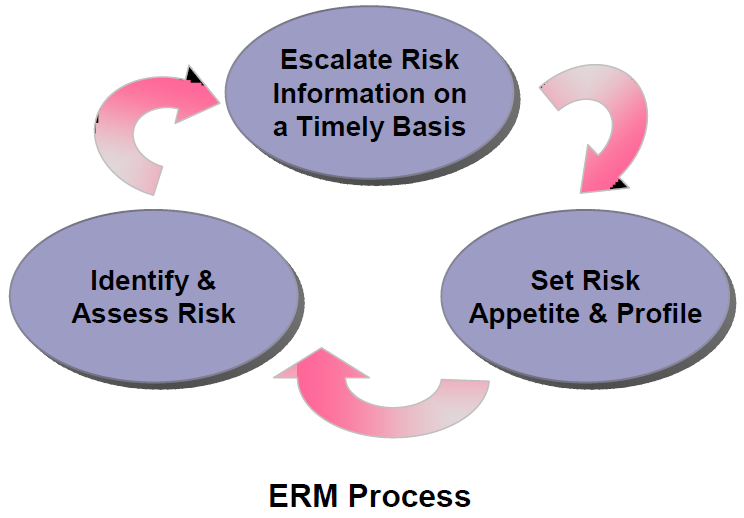 Escalate Risk
Information on
a Timely Basis
Identify &
Assess Risk
Set Risk
Appetite & Profile
ERM Process